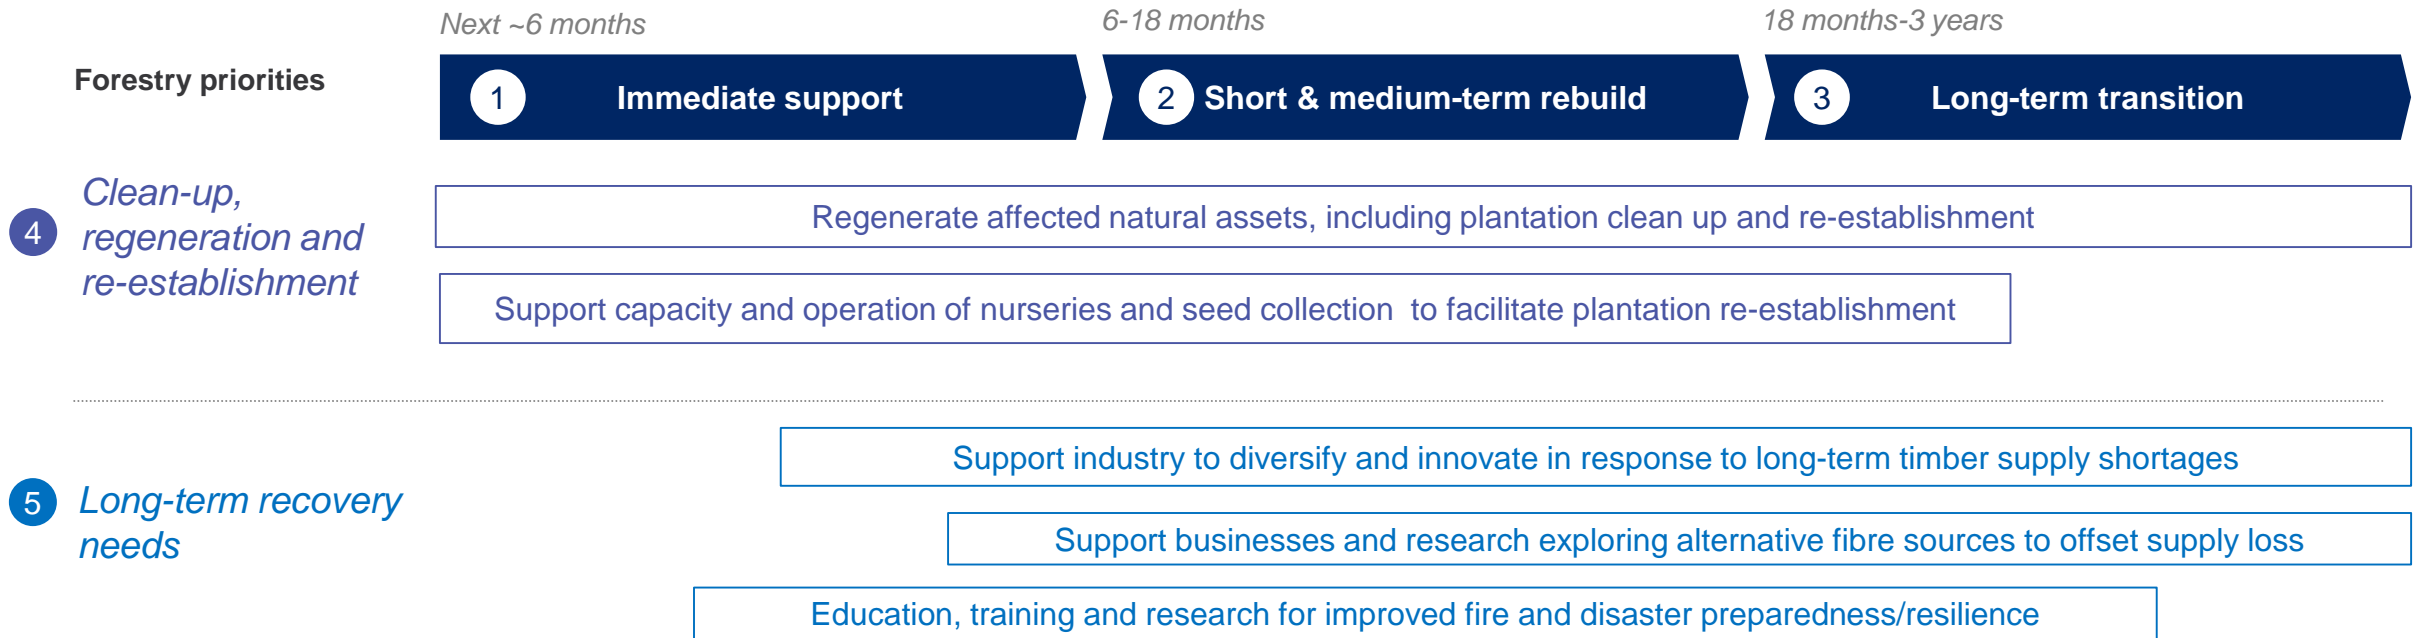 Next ~6 months
6-18 months
18 months-3 years
Forestry priorities
1 Immediate support
2 Short & medium-term rebuild
3 Long-term transition
4
Clean-up,
regeneration and
re-establishment
Regenerate affected natural assets, including plantation clean up and re-establishment
Support capacity and operation of nurseries and seed collection  to facilitate plantation re-establishment
5
Long-term recovery
needs
Support industry to diversify and innovate in response to long-term timber supply shortages
Support businesses and research exploring alternative fibre sources to offset supply loss
Education, training and research for improved fire and disaster preparedness/resilience